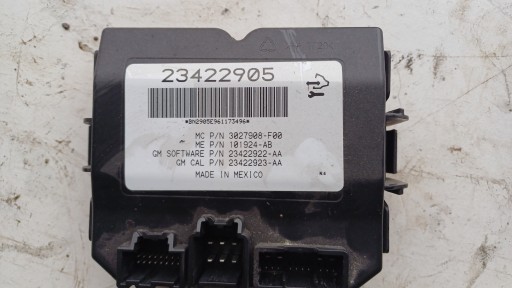 23422905
*BN2905E961173496*
MC P/N 3027908-F00
ME P/N 101924-AB
GM SOFTWARE P/N 23422922-AA
GM CAL P/N 23422923-AA
MADE IN MEXICO